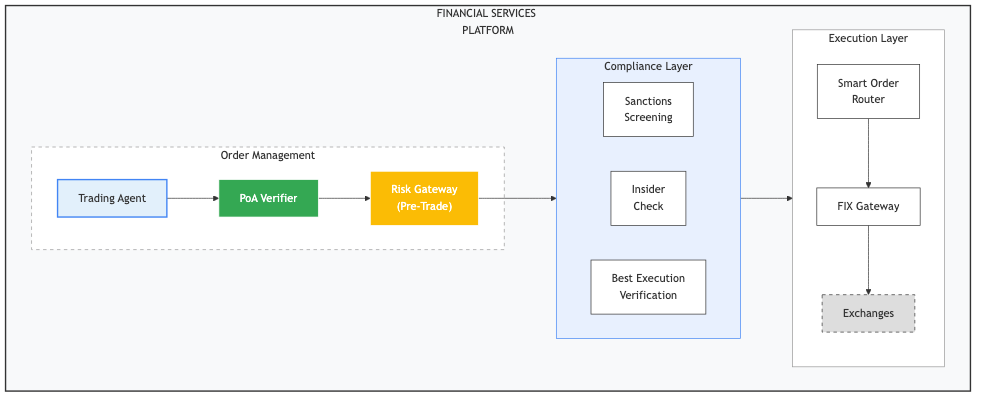 FINANCIAL SERVICES
PLATFORM
Order Management
Trading Agent
PoA Verifier
Risk Gateway
(Pre-Trade)
Compliance Layer
Sanctions
Screening
Insider
Check
Best Execution
Verification
Execution Layer
Smart Order
Router
FIX Gateway
Exchanges